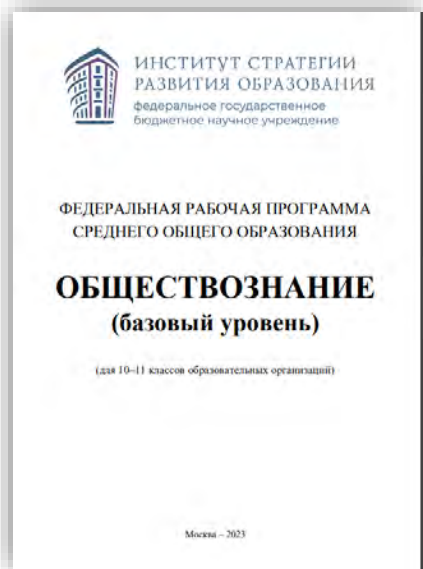 ИНСТИТУТ СТРАТЕГИИ
РАЗВИТИЯ ОБРАЗОВАНИЯ
федеральное государственное
бюджетное научное учреждение
ФЕДЕРАЛЬНАЯ РАБОЧАЯ ПРОГРАММА
СРЕДНЕГО ОБЩЕГО ОБРАЗОВАНИЯ
ОБЩЕСТВОЗНАНИЕ
(базовый уровень)
(для 10–11 классов образовательных организаций)
Москва – 2023